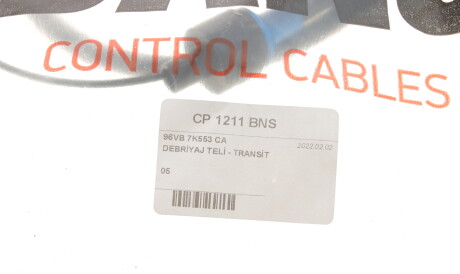 CONTROL CABLES
CP 1211 BNS
96VB 7K553 CA
2022.02.02
DEBRİYAJ TELİ - TRANSİT
05